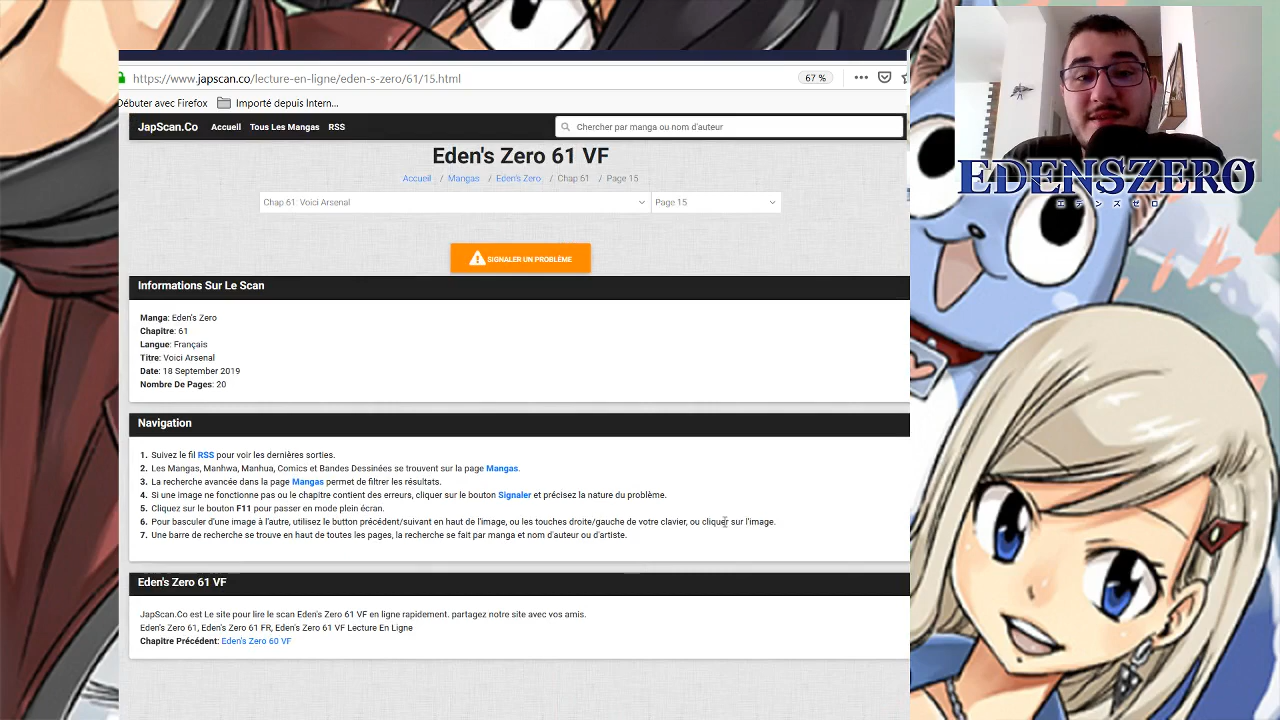 https://www.japscan.co/lecture-en-ligne/eden-s-zero/61/15.html
67 %
Débuter avec Firefox
Importé depuis Intern...
JapScan.Co
Accueil
Tous Les Mangas
RSS
Chercher par manga ou nom d'auteur
Eden's Zero 61 VF
Accueil / Mangas / Eden's Zero / Chap 61 / Page 15
Chap 61: Voici Arsenal
Page 15
SIGNALER UN PROBLÈME
Informations Sur Le Scan
Manga: Eden's Zero
Chapitre: 61
Langue: Français
Titre: Voici Arsenal
Date: 18 September 2019
Nombre De Pages: 20
Navigation
1. Suivez le fil RSS pour voir les dernières sorties.
2. Les Mangas, Manhwa, Manhua, Comics et Bandes Dessinées se trouvent sur la page Mangas.
3. La recherche avancée dans la page Mangas permet de filtrer les résultats.
4. Si une image ne fonctionne pas ou le chapitre contient des erreurs, cliquer sur le bouton Signaler et précisez la nature du problème.
5. Cliquez sur le bouton F11 pour passer en mode plein écran.
6. Pour basculer d'une image à l'autre, utilisez le button précédent/suivant en haut de l'image, ou les touches droite/gauche de votre clavier, ou cliquer sur l'image.
7. Une barre de recherche se trouve en haut de toutes les pages, la recherche se fait par manga et nom d'auteur ou d'artiste.
Eden's Zero 61 VF
JapScan.Co est Le site pour lire le scan Eden's Zero 61 VF en ligne rapidement. partagez notre site avec vos amis.
Eden's Zero 61, Eden's Zero 61 FR, Eden's Zero 61 VF Lecture En Ligne
Chapitre Précédent: Eden's Zero 60 VF
EDENSZERO
エデンズゼロ